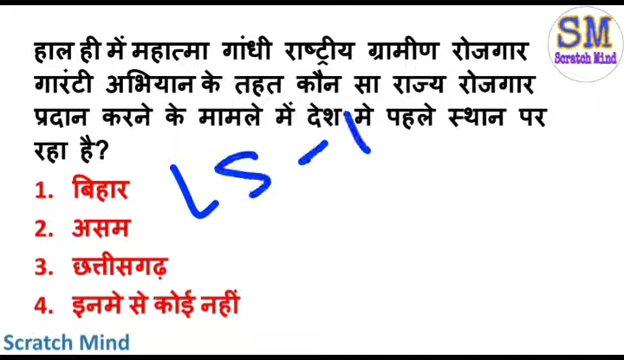 SM
Scratch Mind
हाल ही में महात्मा गांधी राष्ट्रीय ग्रामीण रोजगार
गारंटी अभियान के तहत कौन सा राज्य रोजगार
प्रदान करने के मामले में देश मे पहले स्थान पर
रहा है?
LS-1
1. बिहार
2. असम
3. छत्तीसगढ़
4. इनमे से कोई नहीं
Scratch Mind